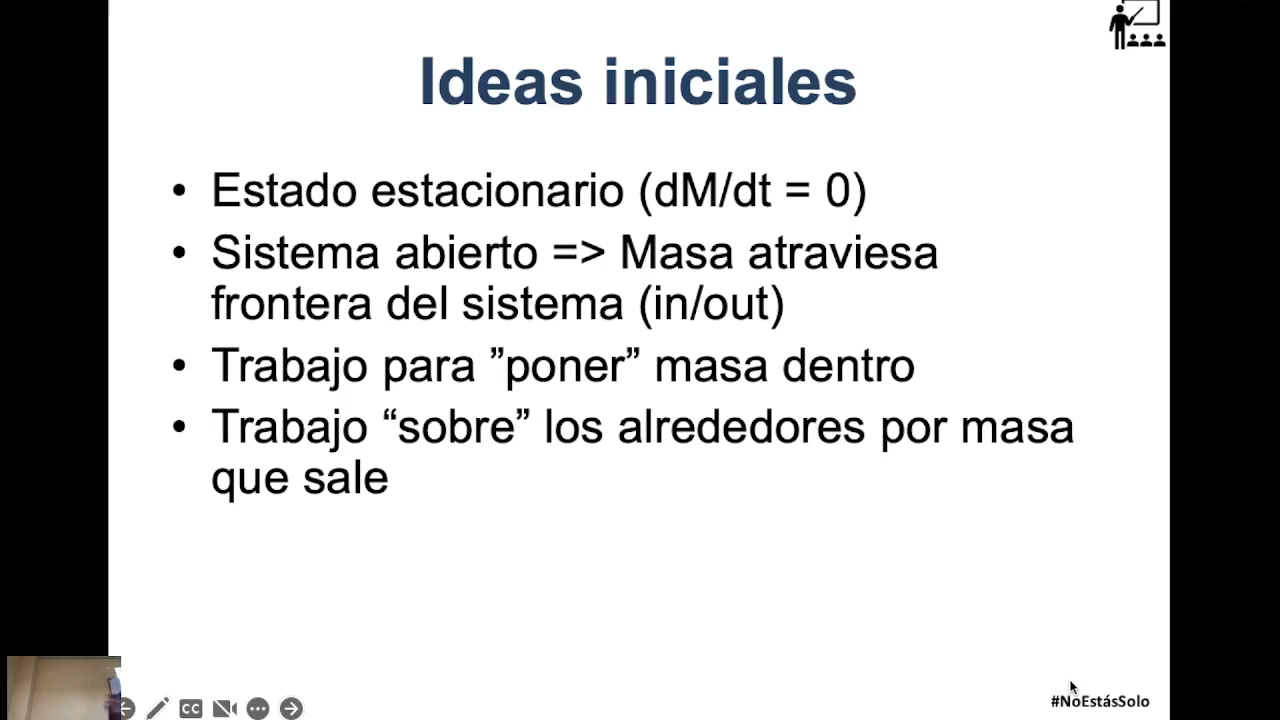 Ideas iniciales
• Estado estacionario (dM/dt = 0)
• Sistema abierto => Masa atraviesa
frontera del sistema (in/out)
• Trabajo para ”poner” masa dentro
• Trabajo “sobre” los alrededores por masa
que sale
CC
#NoEstásSolo